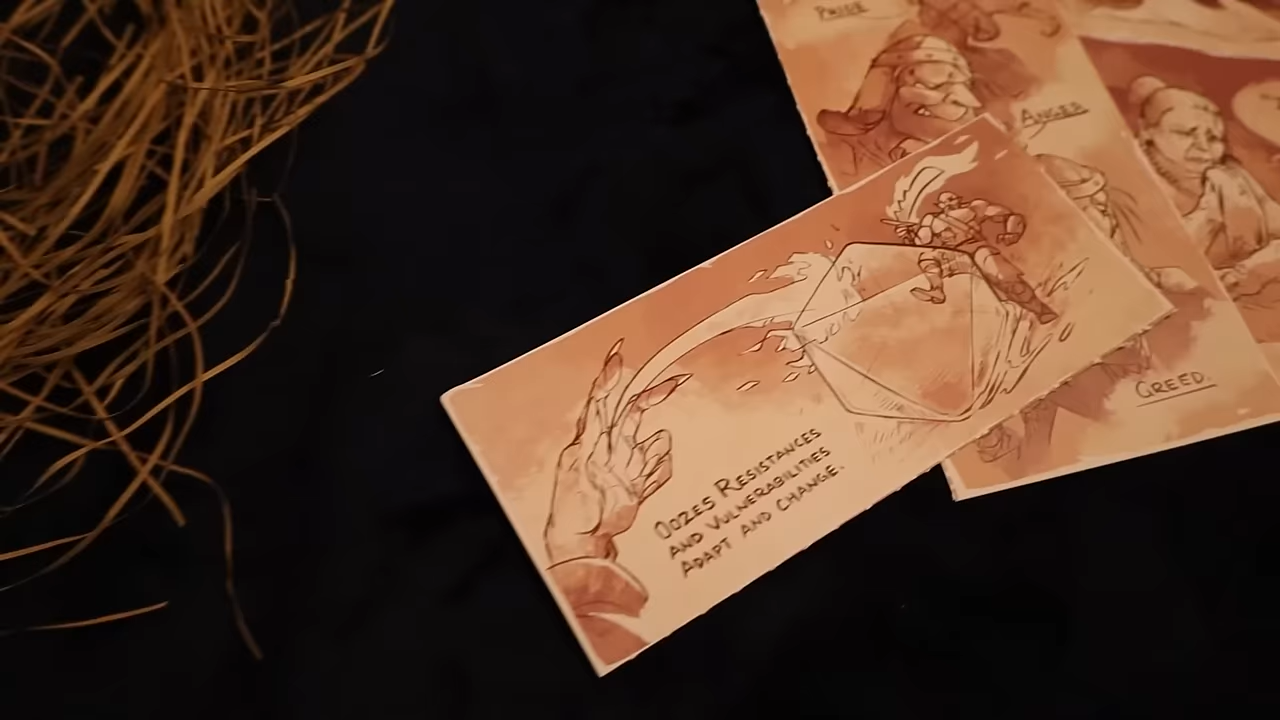 PRIDE
ANGER
GREED.
OOZES RESISTANCES
AND VULNERABILITIES
ADAPT AND CHANGE.